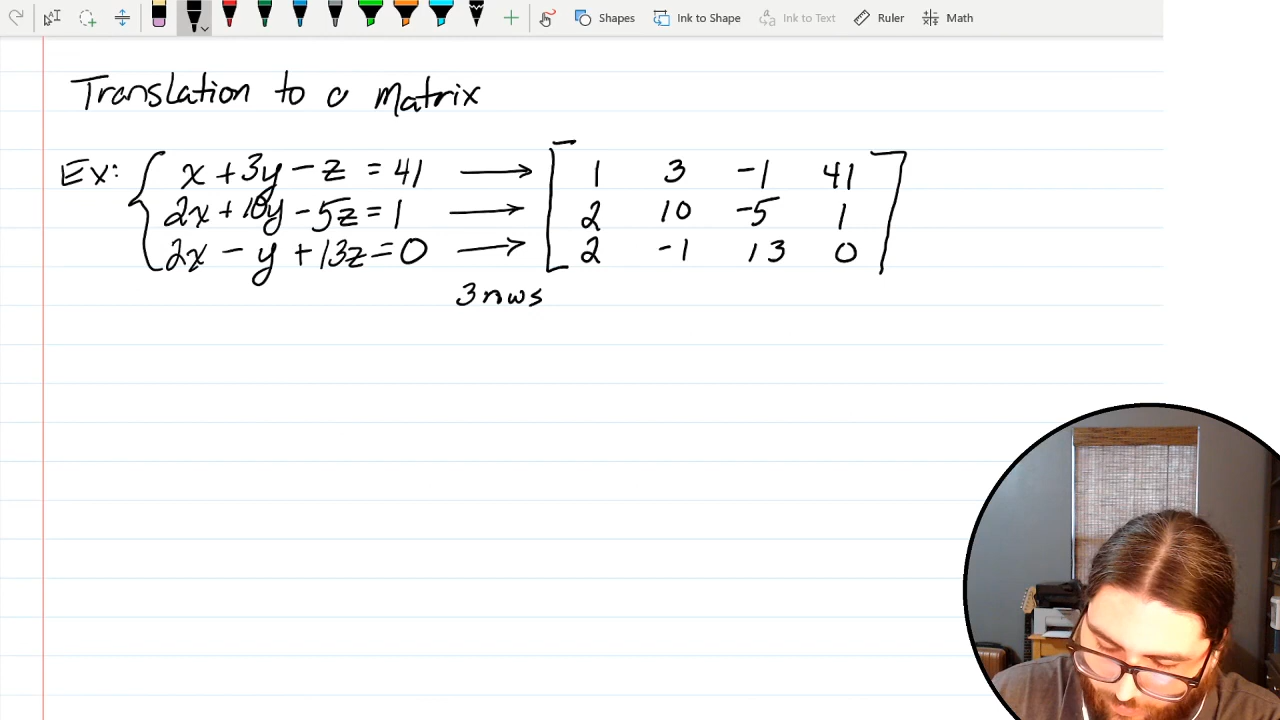 Shapes Ink to Shape Ink to Text Ruler Math
Translation to a Matrix
Ex: { x + 3y - z = 41 → [ 1 3 -1 41 ]
2x + 10y - 5z = 1 → 2 10 -5 1
2x - y + 13z = 0 → 2 -1 13 0
3 rows